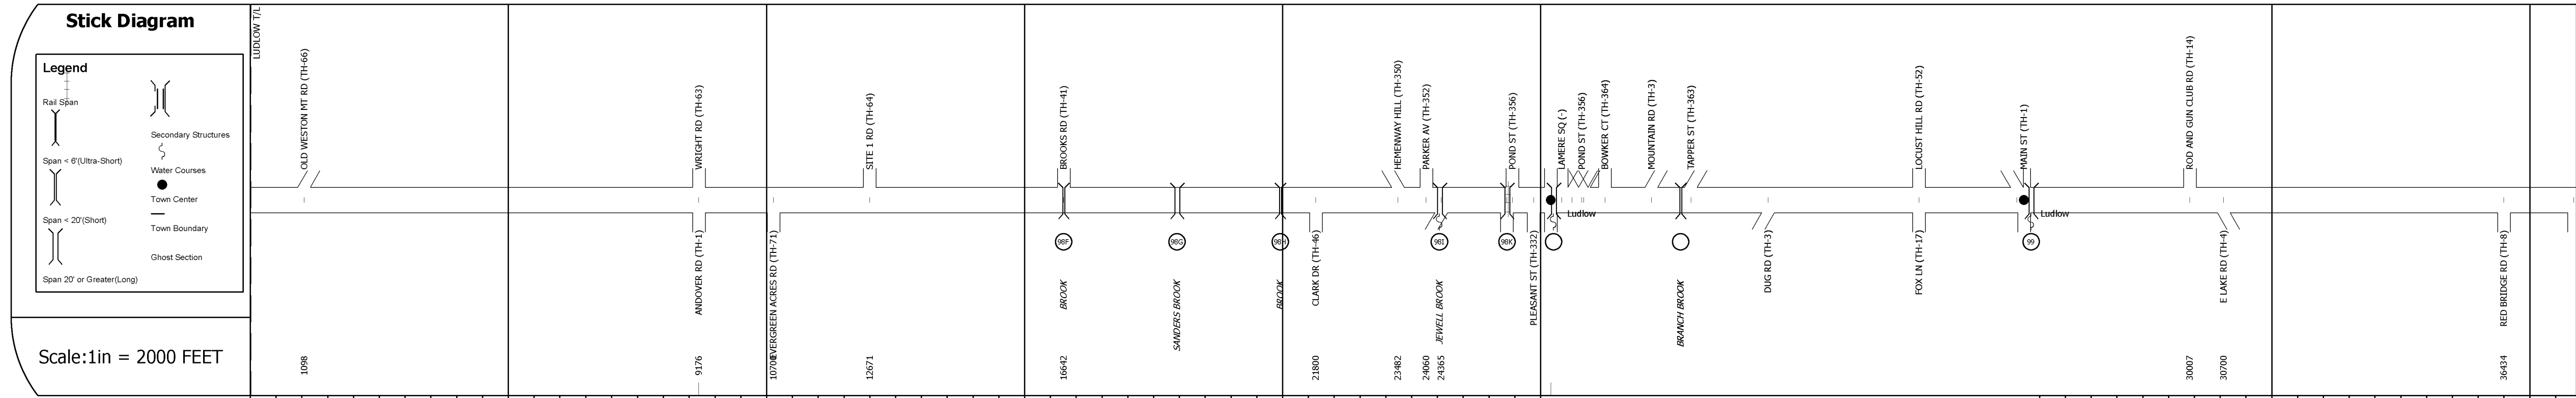 Stick Diagram
Legend
Rail Span
Secondary Structures
Span < 6'(Ultra-Short)
Water Courses
Town Center
Span < 20'(Short)
Town Boundary
Ghost Section
Span 20' or Greater(Long)
Scale:1in = 2000 FEET
LUDLOW T/L
OLD WESTON MT RD (TH-66)
WRIGHT RD (TH-63)
SITE 1 RD (TH-64)
BROOKS RD (TH-41)
HEMENWAY HILL (TH-350)
PARKER AV (TH-352)
POND ST (TH-356)
LAMERE SQ (-)
POND ST (TH-356)
BOWKER CT (TH-364)
MOUNTAIN RD (TH-3)
TAPPER ST (TH-363)
LOCUST HILL RD (TH-52)
MAIN ST (TH-1)
ROD AND GUN CLUB RD (TH-14)
Ludlow
Ludlow
98F
98G
98H
98I
98K
99
ANDOVER RD (TH-1)
EVERGREEN ACRES RD (TH-71)
BROOK
SANDERS BROOK
BROOK
CLARK DR (TH-46)
JEWELL BROOK
PLEASANT ST (TH-332)
BRANCH BROOK
DUG RD (TH-3)
FOX LN (TH-17)
E LAKE RD (TH-4)
RED BRIDGE RD (TH-8)
1098
9176
10700
12671
16642
21800
23482
24060
24365
30007
30700
36434